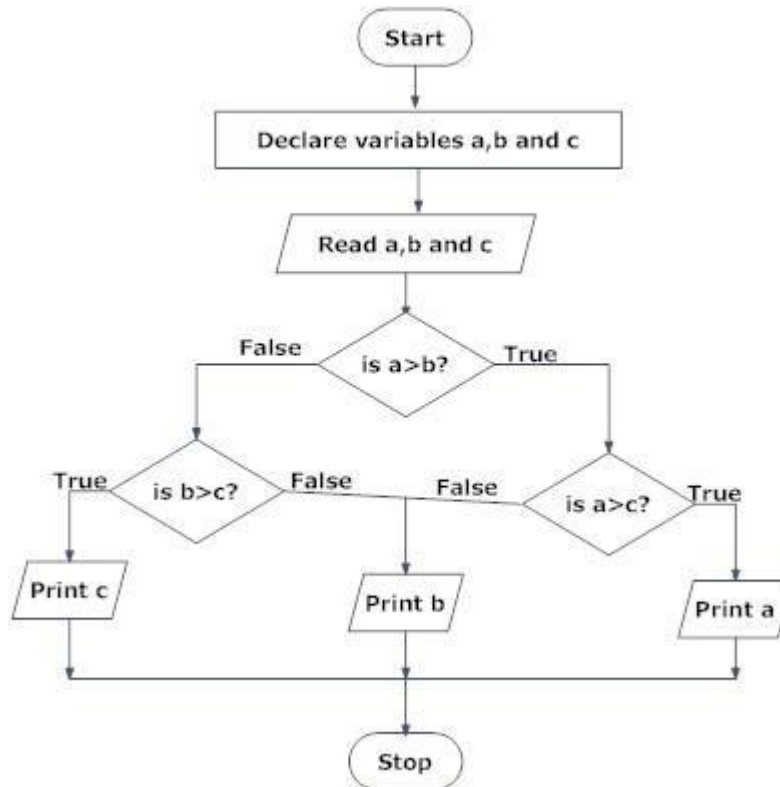 Start
Declare variables a,b and c
Read a,b and c
False
is a>b?
True
True
is b>c?
False
False
is a>c?
True
Print c
Print b
Print a
Stop